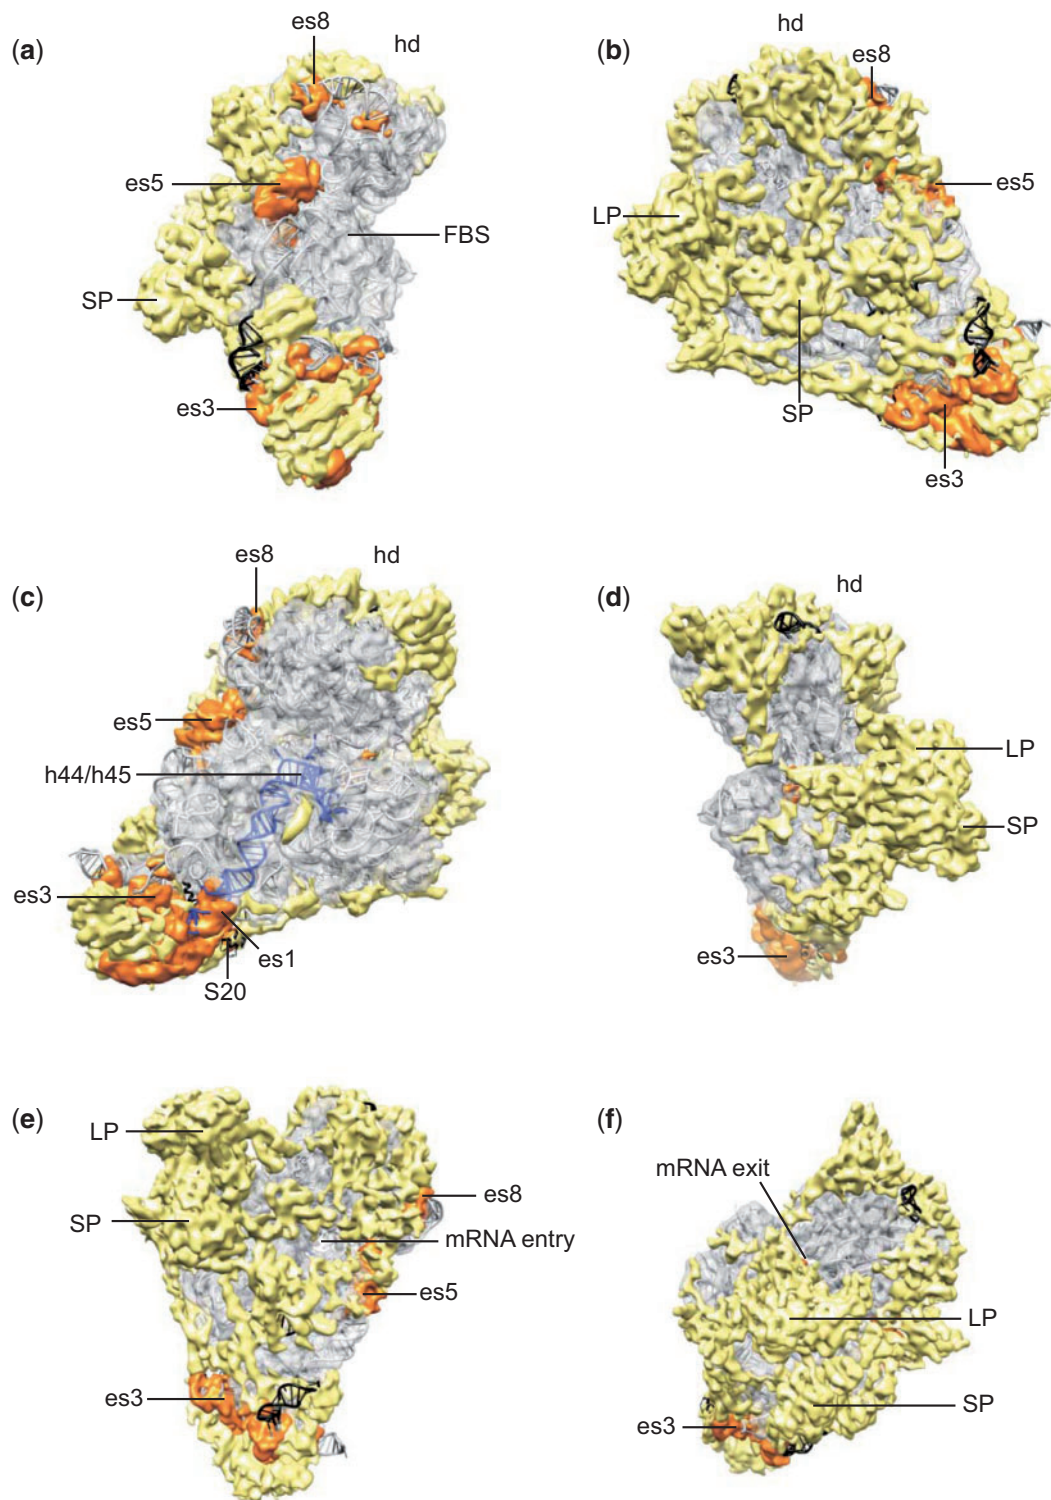 (a)
es8
hd
es5
FBS
SP
es3
(b)
hd
es8
es5
LP
SP
es3
(c)
es8
hd
es5
h44/h45
es3
es1
S20
(d)
hd
LP
SP
es3
(e)
LP
SP
es8
mRNA entry
es5
es3
(f)
mRNA exit
LP
SP
es3